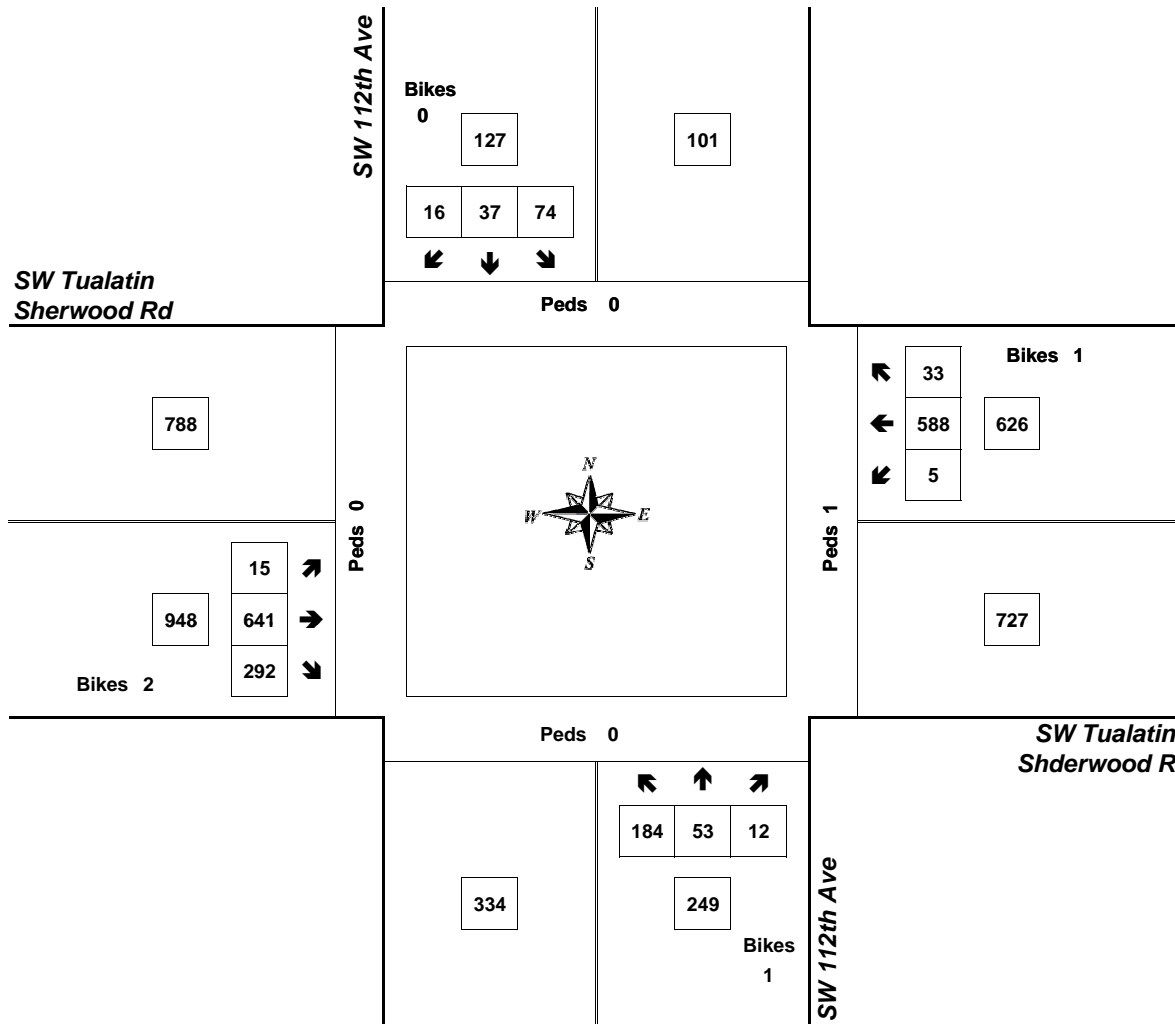 SW 112th Ave
Bikes
0
127
101
16 37 74
SW Tualatin
Sherwood Rd
Peds 0
788
33
588
5
626
Bikes 1
N
W E
S
Peds 0
Peds 1
15
641
292
948
Bikes 2
727
Peds 0
SW Tualatin
Shderwood R
184 53 12
334
249
Bikes
1
SW 112th Ave